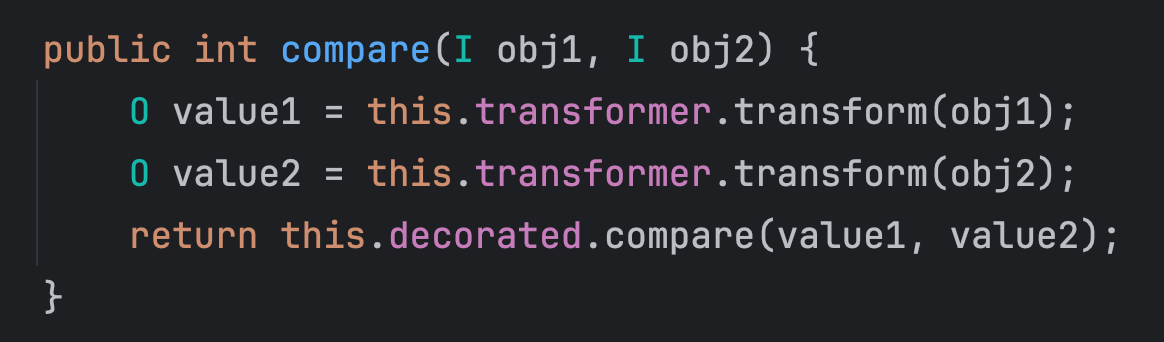 public int compare(I obj1, I obj2) {
    O value1 = this.transformer.transform(obj1);
    O value2 = this.transformer.transform(obj2);
    return this.decorated.compare(value1, value2);
}